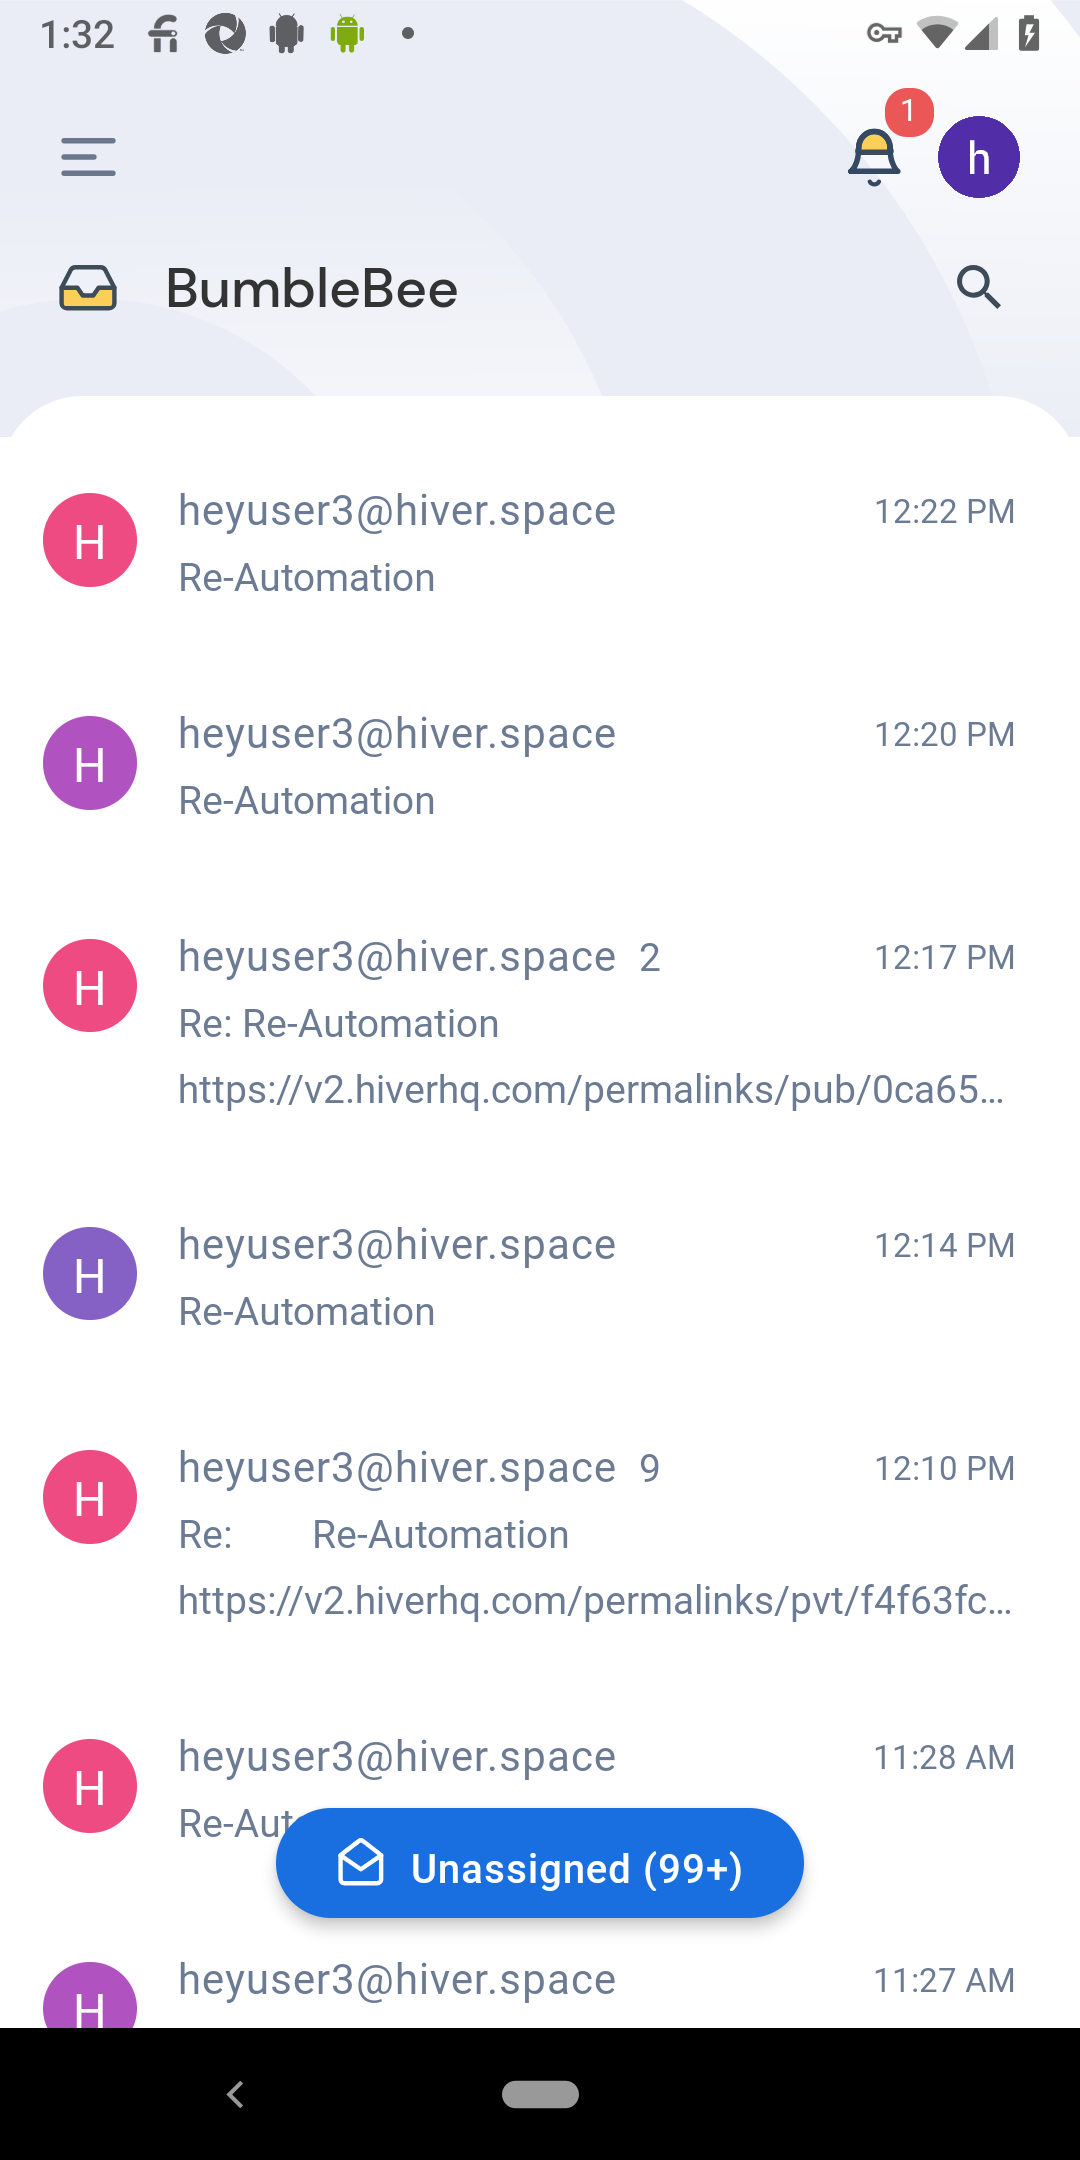 1:32
1
h
BumbleBee
H
heyuser3@hiver.space
12:22 PM
Re-Automation
H
heyuser3@hiver.space
12:20 PM
Re-Automation
H
heyuser3@hiver.space 2
12:17 PM
Re: Re-Automation
https://v2.hiverhq.com/permalinks/pub/0ca65...
H
heyuser3@hiver.space
12:14 PM
Re-Automation
H
heyuser3@hiver.space 9
12:10 PM
Re: Re-Automation
https://v2.hiverhq.com/permalinks/pvt/f4f63fc...
H
heyuser3@hiver.space
11:28 AM
Re-Aut
Unassigned (99+)
H
heyuser3@hiver.space
11:27 AM